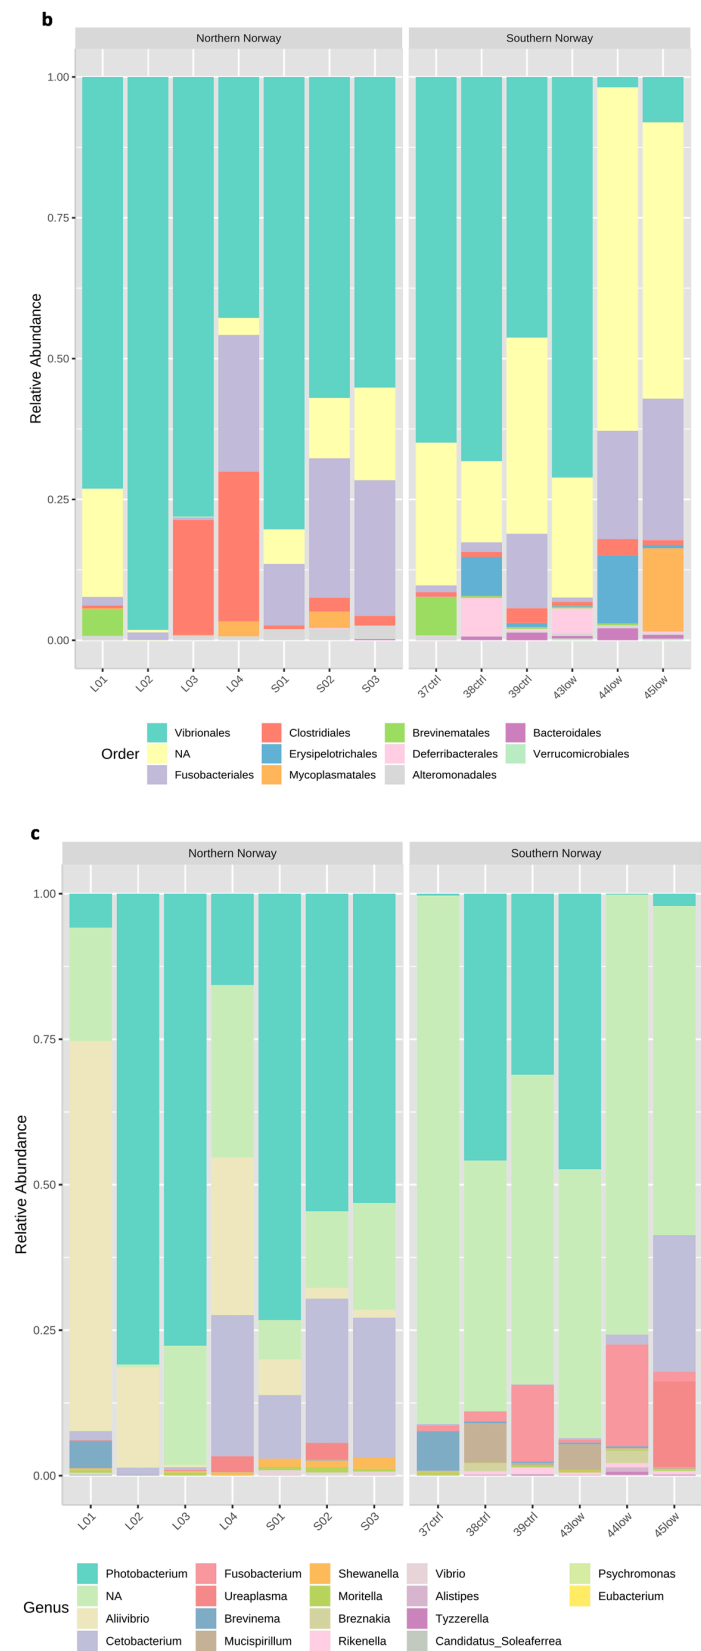 b
Northern Norway Southern Norway
1.00
0.75
0.50
0.25
0.00
Relative Abundance
L01 L02 L03 L04 S01 S02 S03 37ctrl 38ctrl 39ctrl 43low 44low 45low
Order
Vibrionales Clostridiales Brevinematales Bacteroidales
NA Erysipelotrichales Deferribacterales Verrucomicrobiales
Fusobacteriales Mycoplasmatales Alteromonadales
c
Northern Norway Southern Norway
1.00
0.75
0.50
0.25
0.00
Relative Abundance
L01 L02 L03 L04 S01 S02 S03 37ctrl 38ctrl 39ctrl 43low 44low 45low
Genus
Photobacterium Fusobacterium Shewanella Vibrio Psychromonas
NA Ureaplasma Moritella Alistipes Eubacterium
Aliivibrio Brevinema Breznakia Tyzzerella
Cetobacterium Mucispirillum Rikenella Candidatus_Soleaferrea